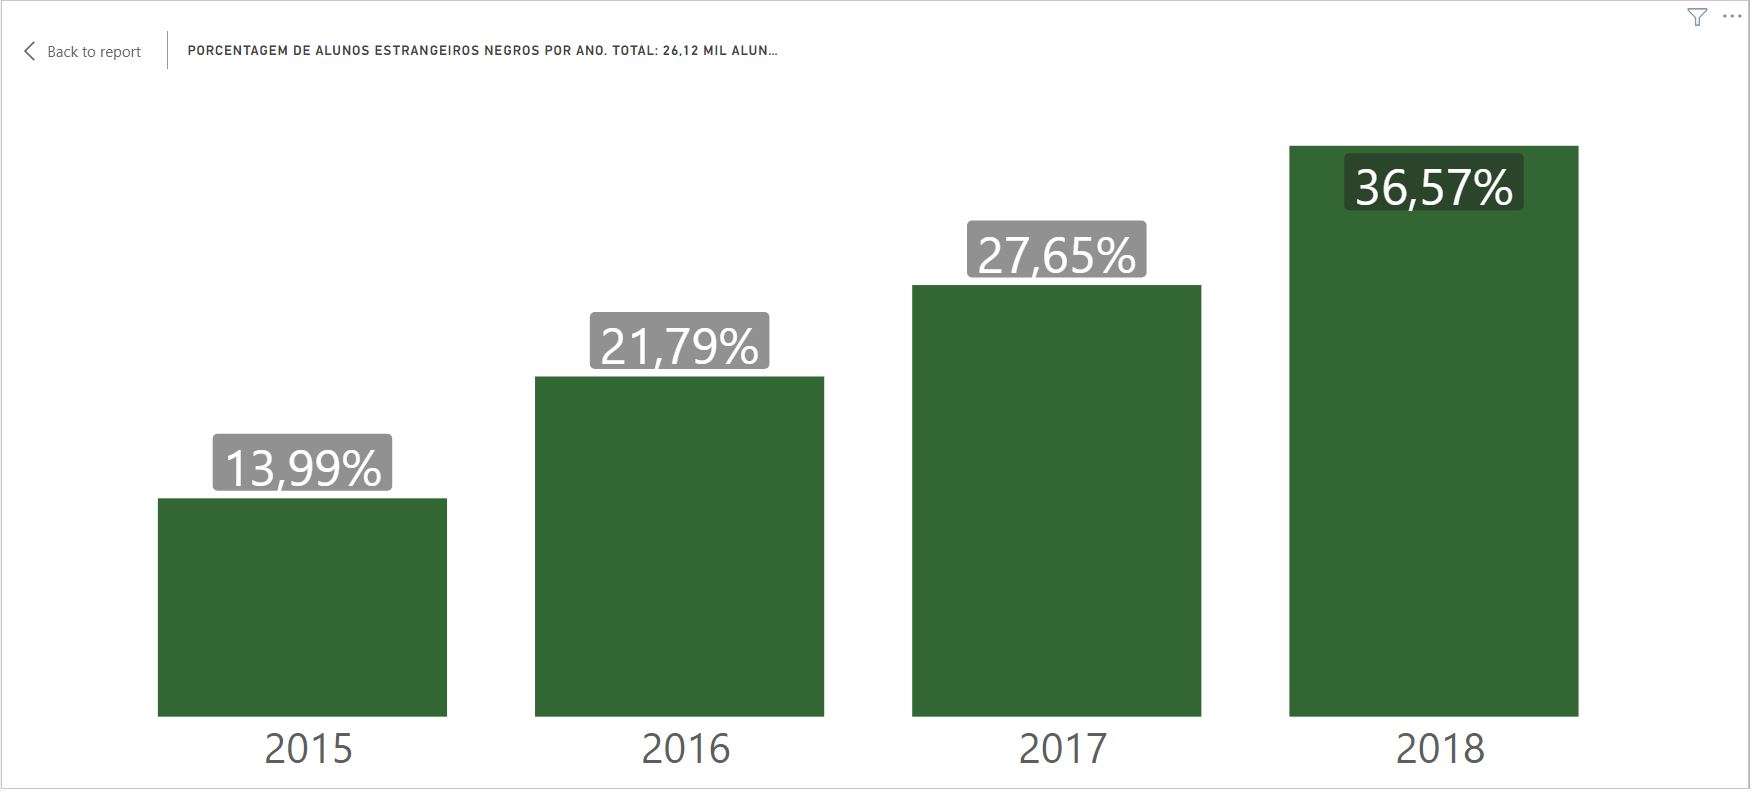 Back to report
PORCENTAGEM DE ALUNOS ESTRANGEIROS NEGROS POR ANO. TOTAL: 26,12 MIL ALUN...
36,57%
27,65%
21,79%
13,99%
2015 2016 2017 2018